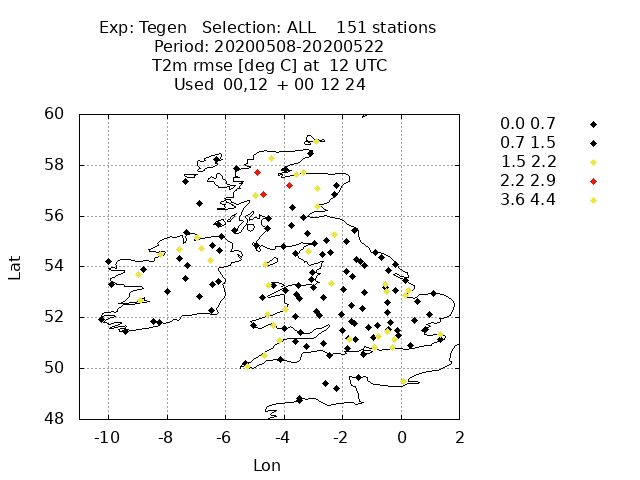 Exp: Tegen   Selection: ALL    151 stations
Period: 20200508-20200522
T2m rmse [deg C] at  12 UTC
Used  00,12  + 00 12 24
0.0 0.7
0.7 1.5
1.5 2.2
2.2 2.9
3.6 4.4
60
58
56
54
52
50
48
Lat
-10 -8 -6 -4 -2 0 2
Lon